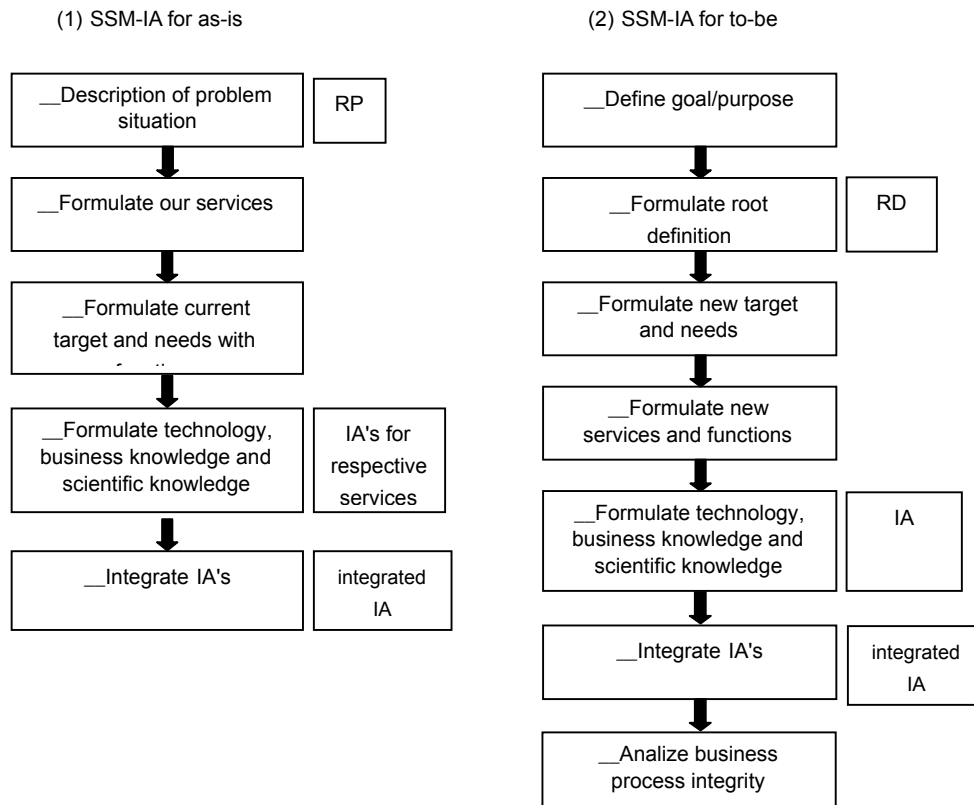 (1) SSM-IA for as-is
__Description of problem
situation
RP
__Formulate our services
__Formulate current
target and needs with
__Formulate technology,
business knowledge and
scientific knowledge
IA's for
respective
services
__Integrate IA's
integrated
IA
(2) SSM-IA for to-be
__Define goal/purpose
__Formulate root
definition
RD
__Formulate new target
and needs
__Formulate new
services and functions
__Formulate technology,
business knowledge and
scientific knowledge
IA
__Integrate IA's
integrated
IA
__Analize business
process integrity